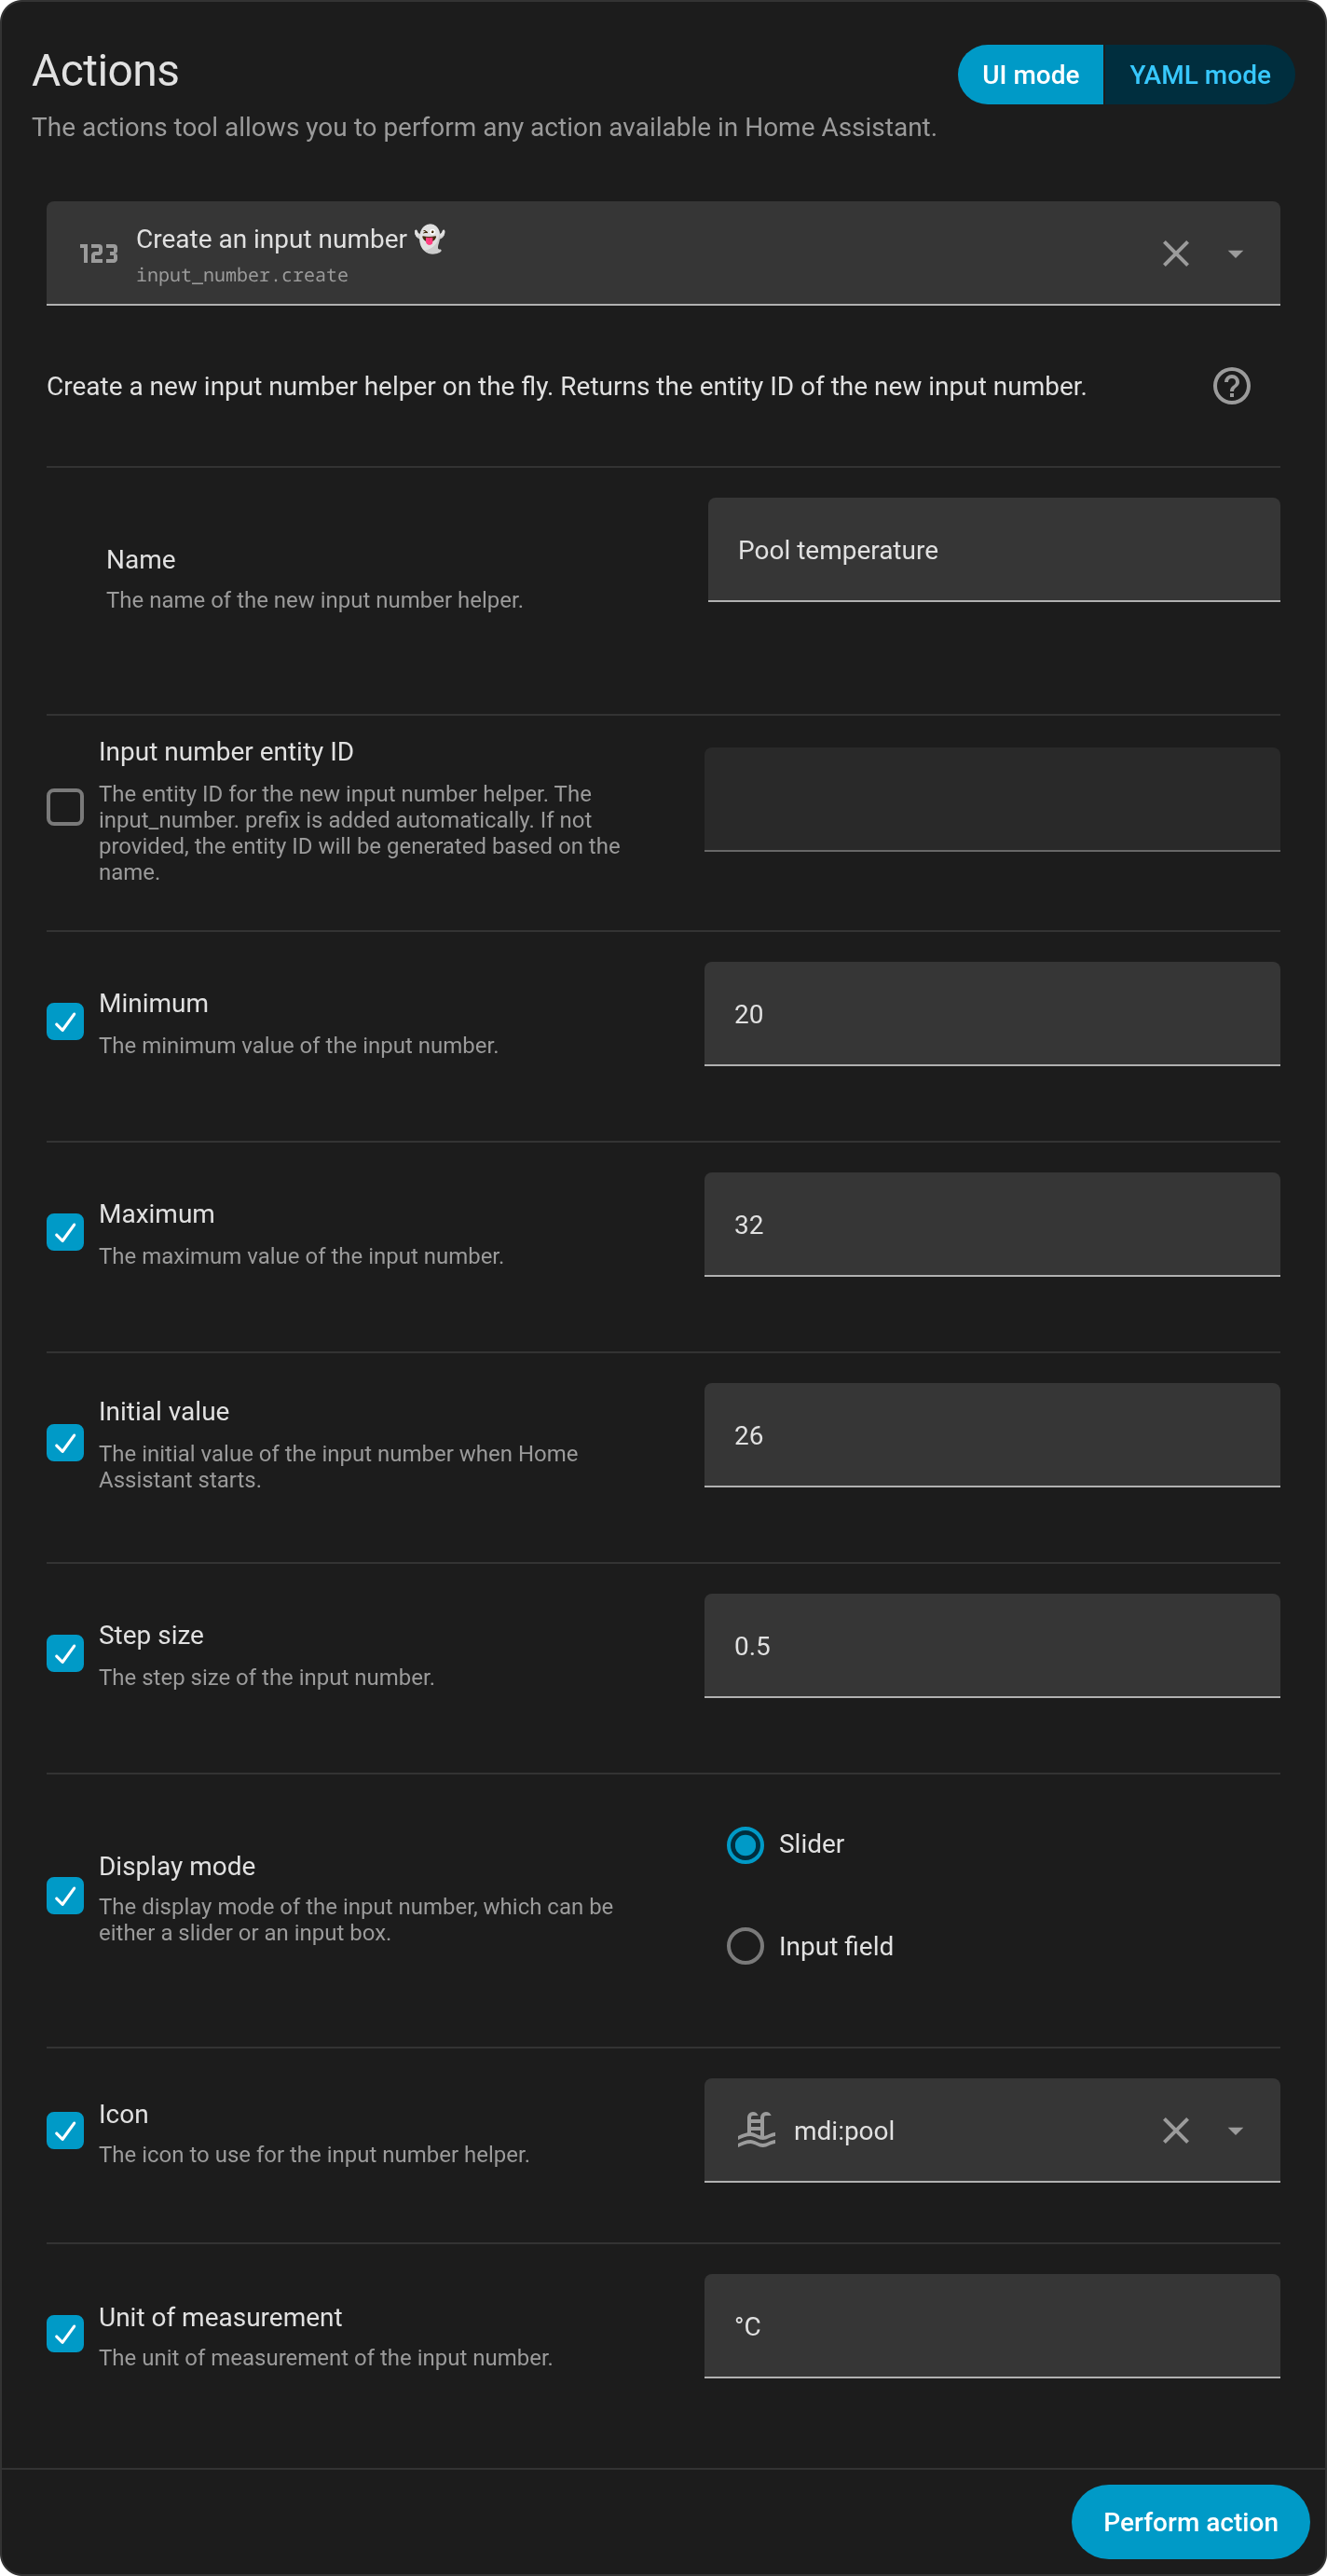 Actions
UI mode
YAML mode
The actions tool allows you to perform any action available in Home Assistant.
123
Create an input number 👻
input_number.create
Create a new input number helper on the fly. Returns the entity ID of the new input number.
Name
The name of the new input number helper.
Pool temperature
Input number entity ID
The entity ID for the new input number helper. The
input_number. prefix is added automatically. If not
provided, the entity ID will be generated based on the
name.
Minimum
The minimum value of the input number.
20
Maximum
The maximum value of the input number.
32
Initial value
The initial value of the input number when Home
Assistant starts.
26
Step size
The step size of the input number.
0.5
Display mode
The display mode of the input number, which can be
either a slider or an input box.
Slider
Input field
Icon
The icon to use for the input number helper.
mdi:pool
Unit of measurement
The unit of measurement of the input number.
°C
Perform action